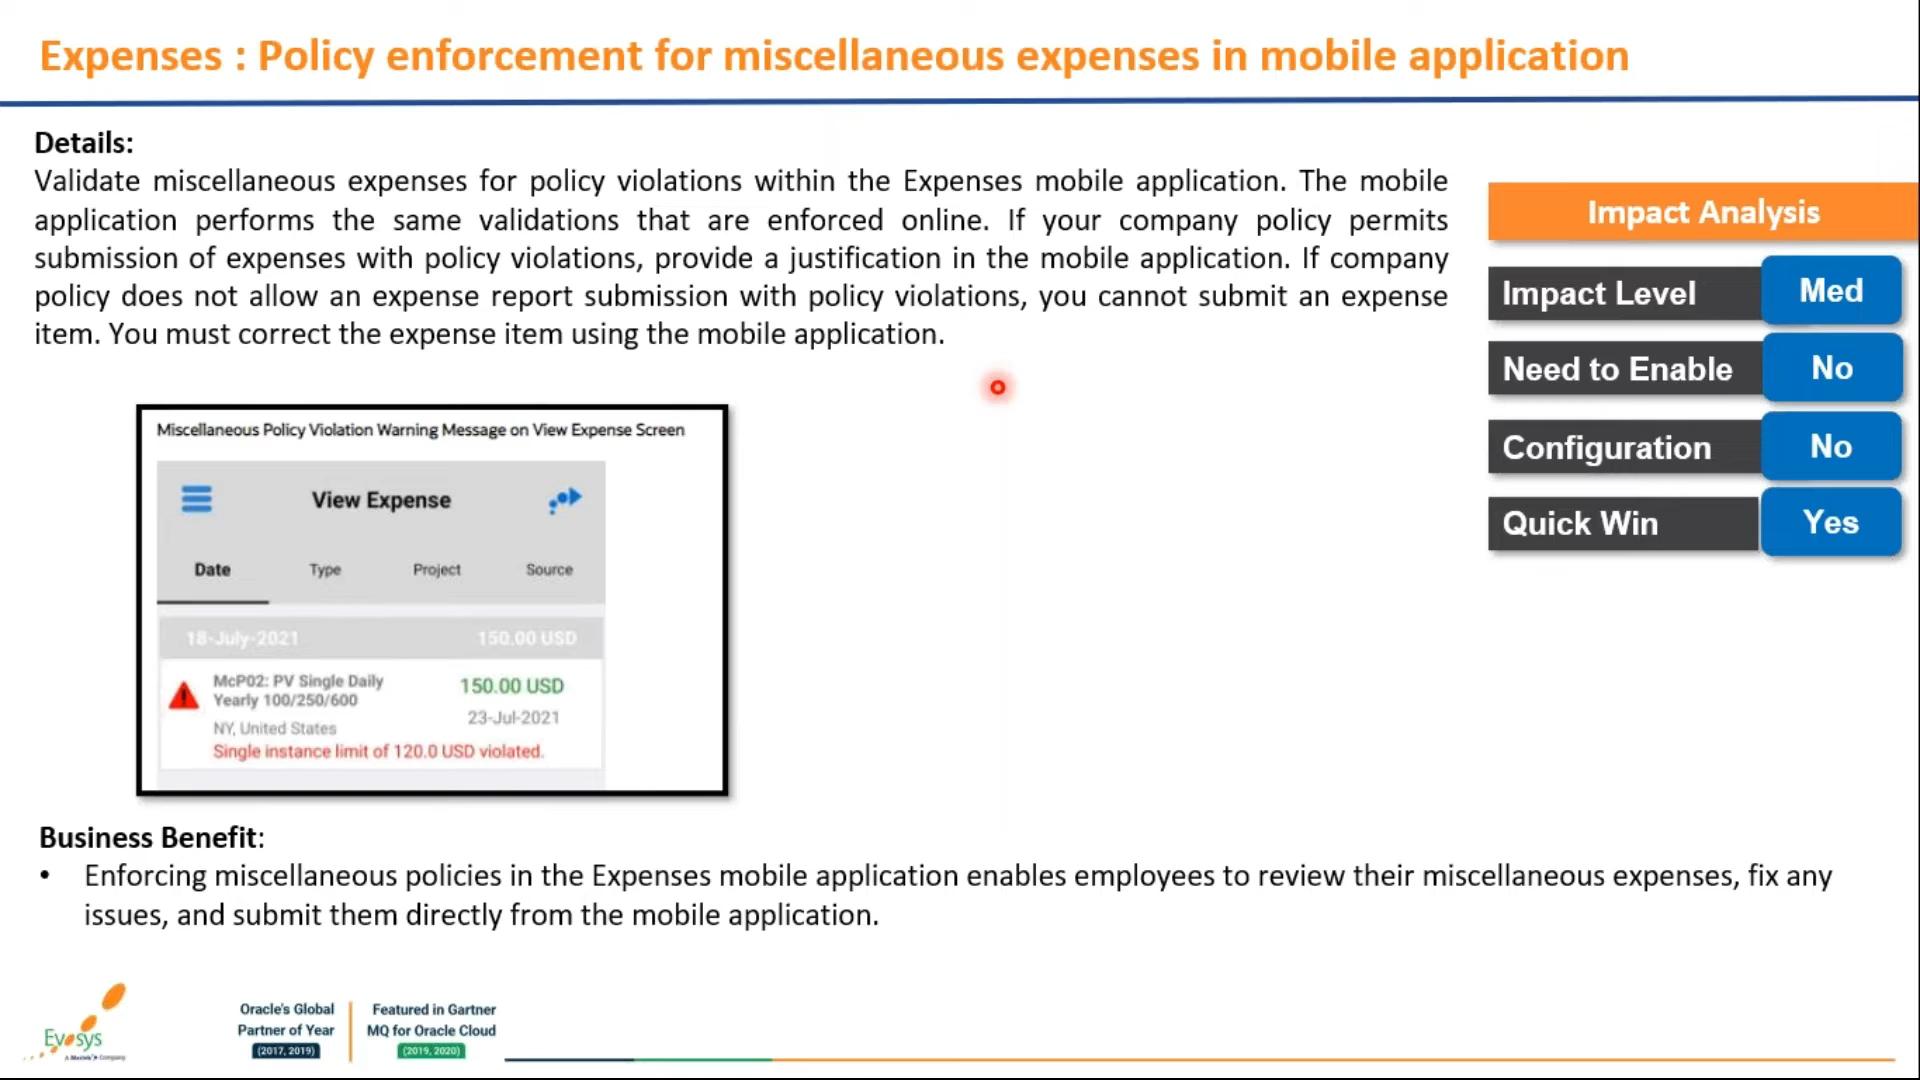 Expenses : Policy enforcement for miscellaneous expenses in mobile application
Details:
Validate miscellaneous expenses for policy violations within the Expenses mobile application. The mobile
application performs the same validations that are enforced online. If your company policy permits
submission of expenses with policy violations, provide a justification in the mobile application. If company
policy does not allow an expense report submission with policy violations, you cannot submit an expense
item. You must correct the expense item using the mobile application.
Impact Analysis
Impact Level Med
Need to Enable No
Configuration No
Quick Win Yes
Miscellaneous Policy Violation Warning Message on View Expense Screen
View Expense
Date Type Project Source
18-July-2021 150.00 USD
McP02: PV Single Daily
Yearly 100/250/600
150.00 USD
23-Jul-2021
NY, United States
Single instance limit of 120.0 USD violated.
Business Benefit:
• Enforcing miscellaneous policies in the Expenses mobile application enables employees to review their miscellaneous expenses, fix any
issues, and submit them directly from the mobile application.
Evosys
A Mastek Company
Oracle's Global
Partner of Year
(2017, 2019)
Featured in Gartner
MQ for Oracle Cloud
(2019, 2020)